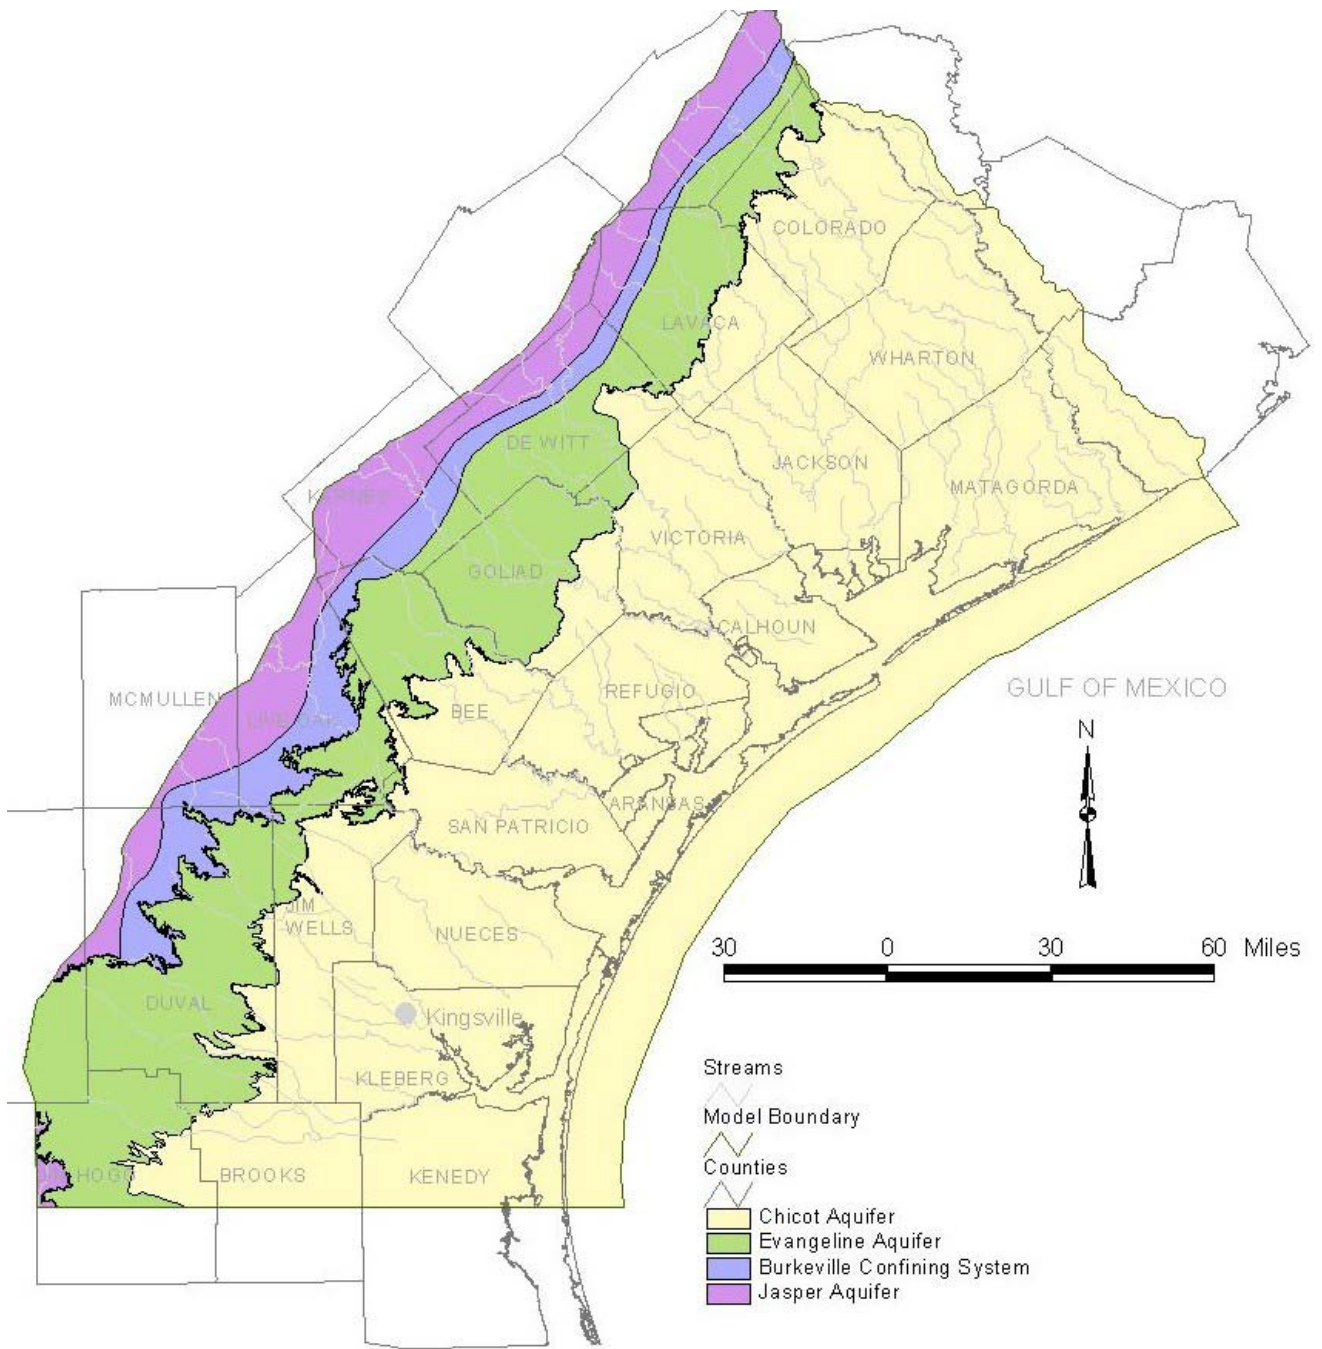 COLORADO
LAVACA
WHARTON
DE WITT
JACKSON
KARNES
MATAGORDA
VICTORIA
GOLIAD
CALHOUN
GULF OF MEXICO
MCMULLEN
LIVE OAK
BEE
REFUGIO
N
ARANSAS
SAN PATRICIO
JIM
WELLS
NUECES
30 0 30 60 Miles
DUVAL
Kingsville
KLEBERG
HOGG
BROOKS
KENEDY
Streams
Model Boundary
Counties
Chicot Aquifer
Evangeline Aquifer
Burkeville Confining System
Jasper Aquifer